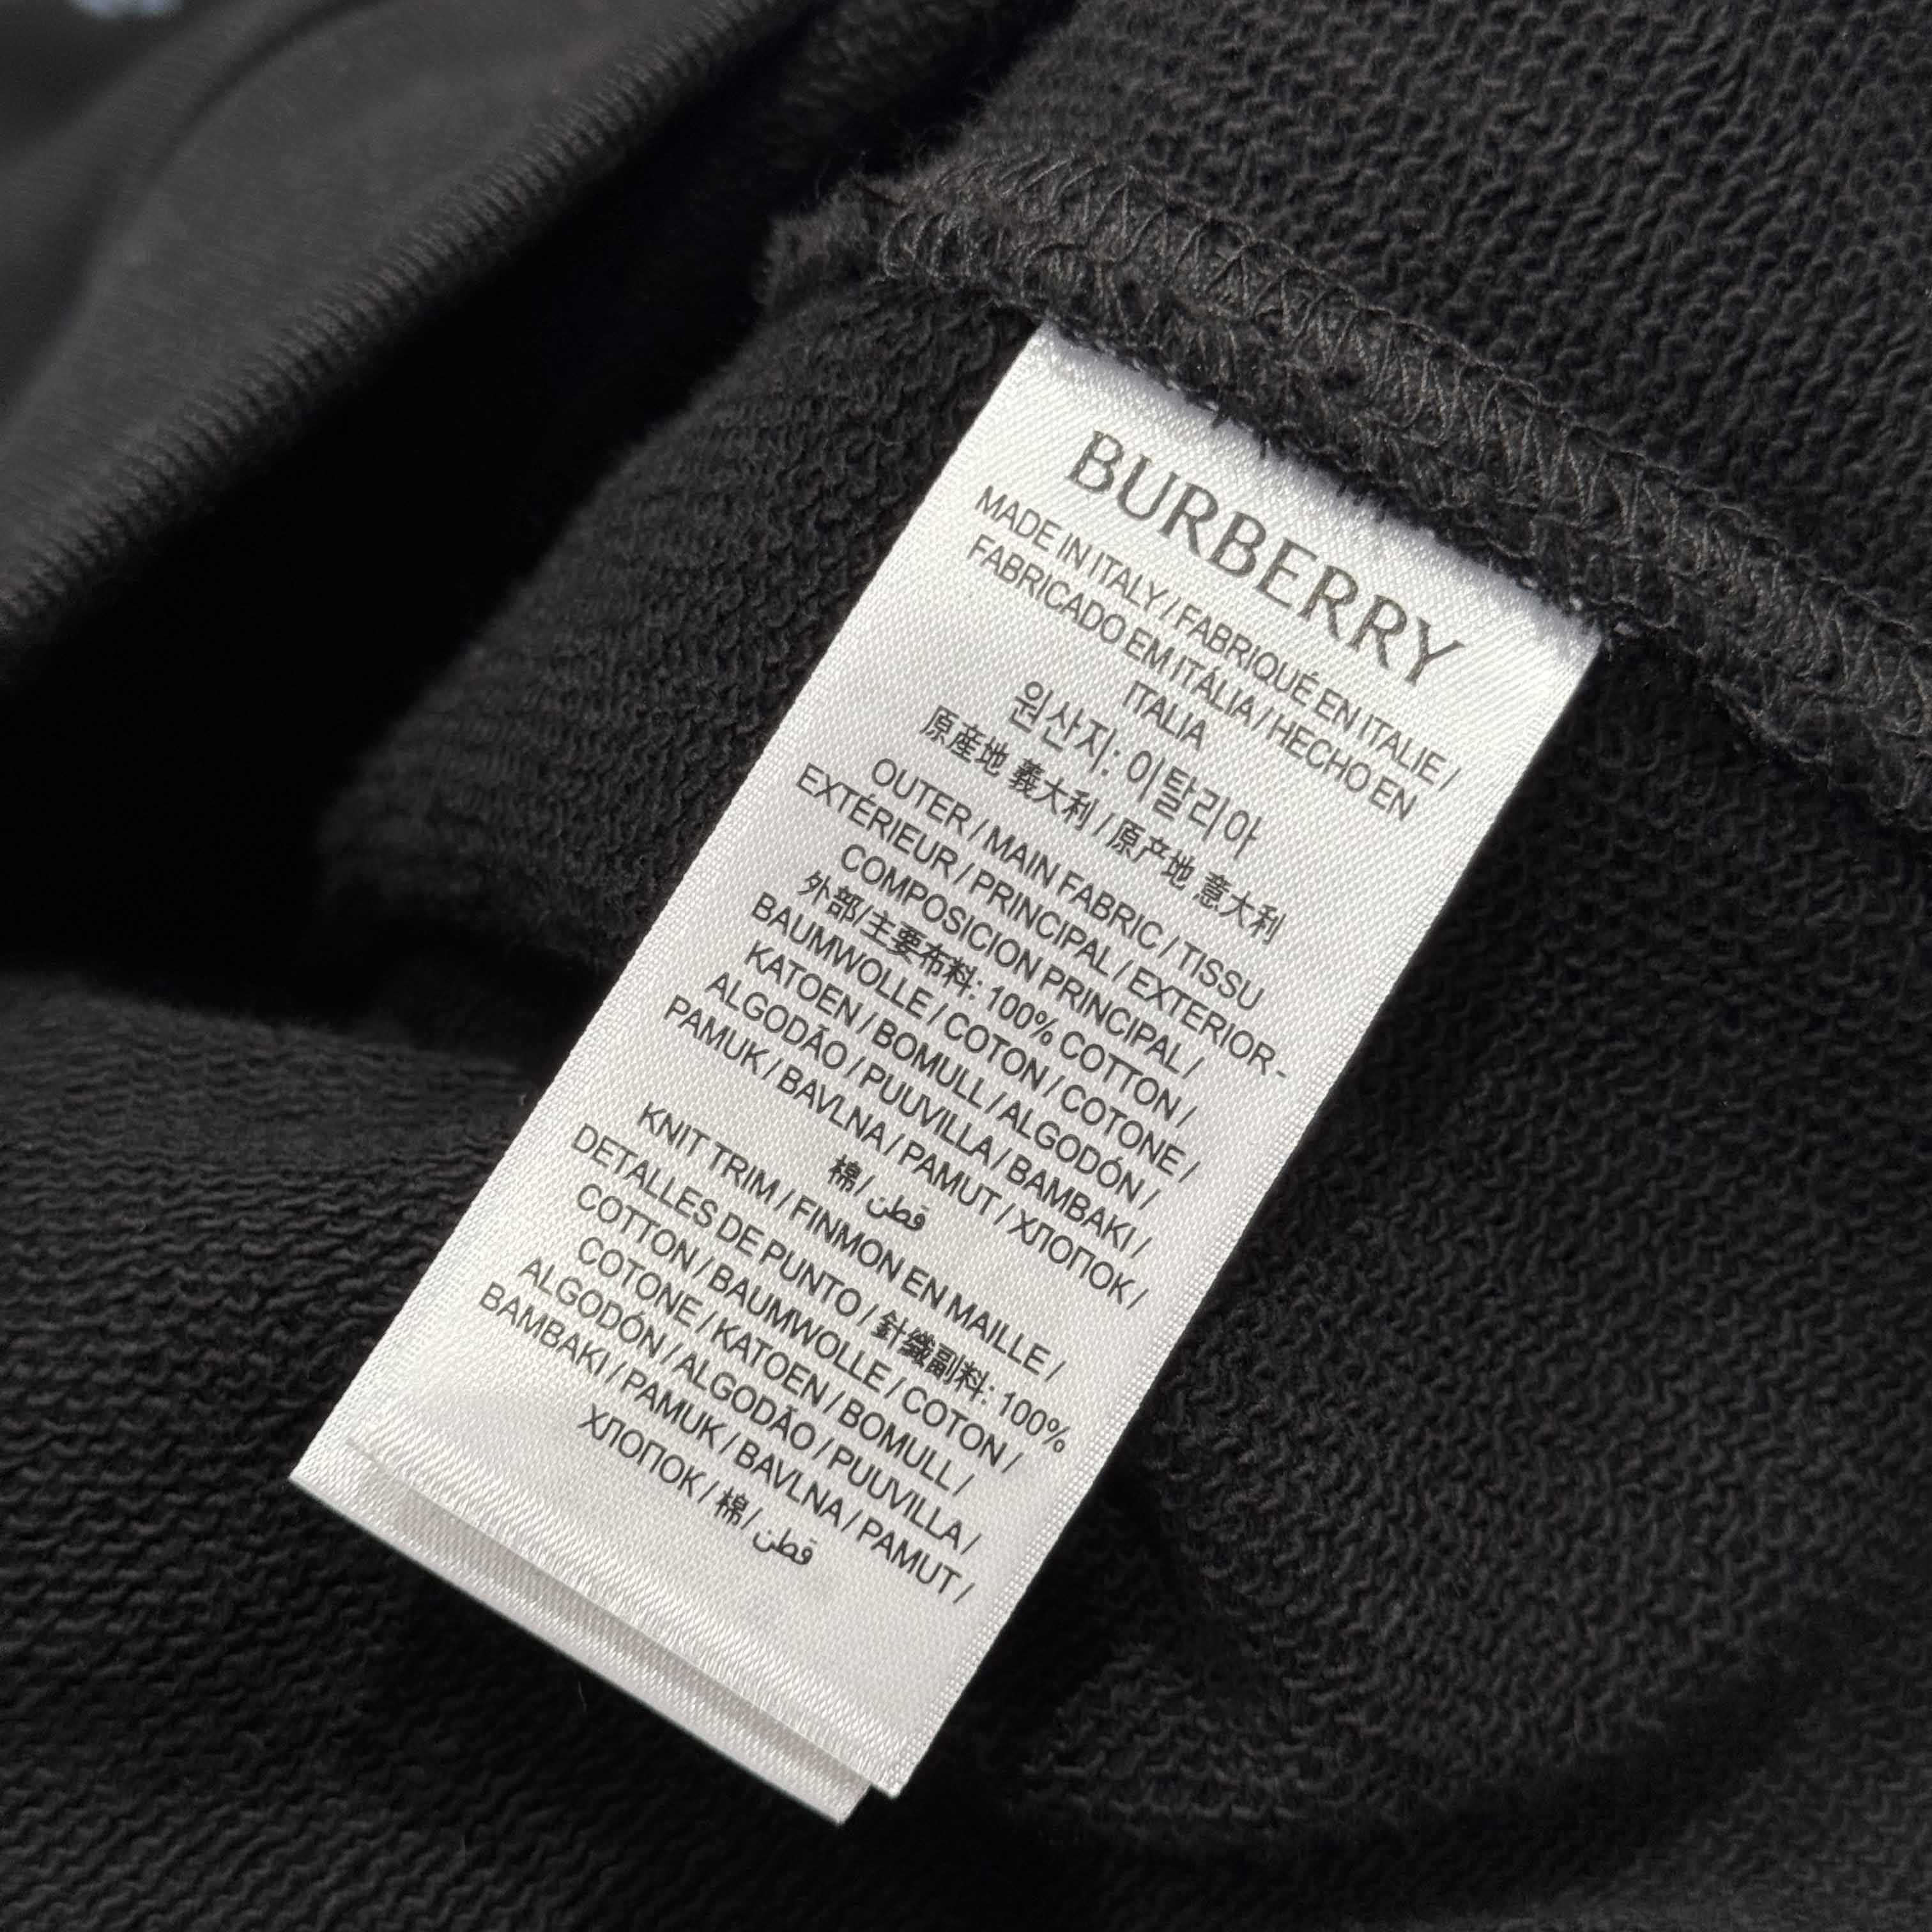 BURBERRY
MADE IN ITALY / FABRIQUÉ EN ITALIE /
FABRICADO EM ITÁLIA / HECHO EN
ITALIA
원산지: 이탈리아
原産地 義大利 / 原产地 意大利
OUTER / MAIN FABRIC / TISSU
EXTÉRIEUR / PRINCIPAL / EXTERIOR-
COMPOSICION PRINCIPAL /
外部/主要布料: 100% COTTON /
BAUMWOLLE / COTON / COTONE /
KATOEN / BOMULL / ALGODÓN /
ALGODÃO / PUUVILLA / BAMBAKI /
PAMUK / BAVLNA / PAMUT / ХЛОПОК /
棉 / قطن
KNIT TRIM / FINMON EN MAILLE /
DETALLES DE PUNTO / 針織副料: 100%
COTTON / BAUMWOLLE / COTON /
COTONE / KATOEN / BOMULL /
ALGODÓN / ALGODÃO / PUUVILLA /
BAMBAKI / PAMUK / BAVLNA / PAMUT /
ХЛОПОК / 棉 / قطن